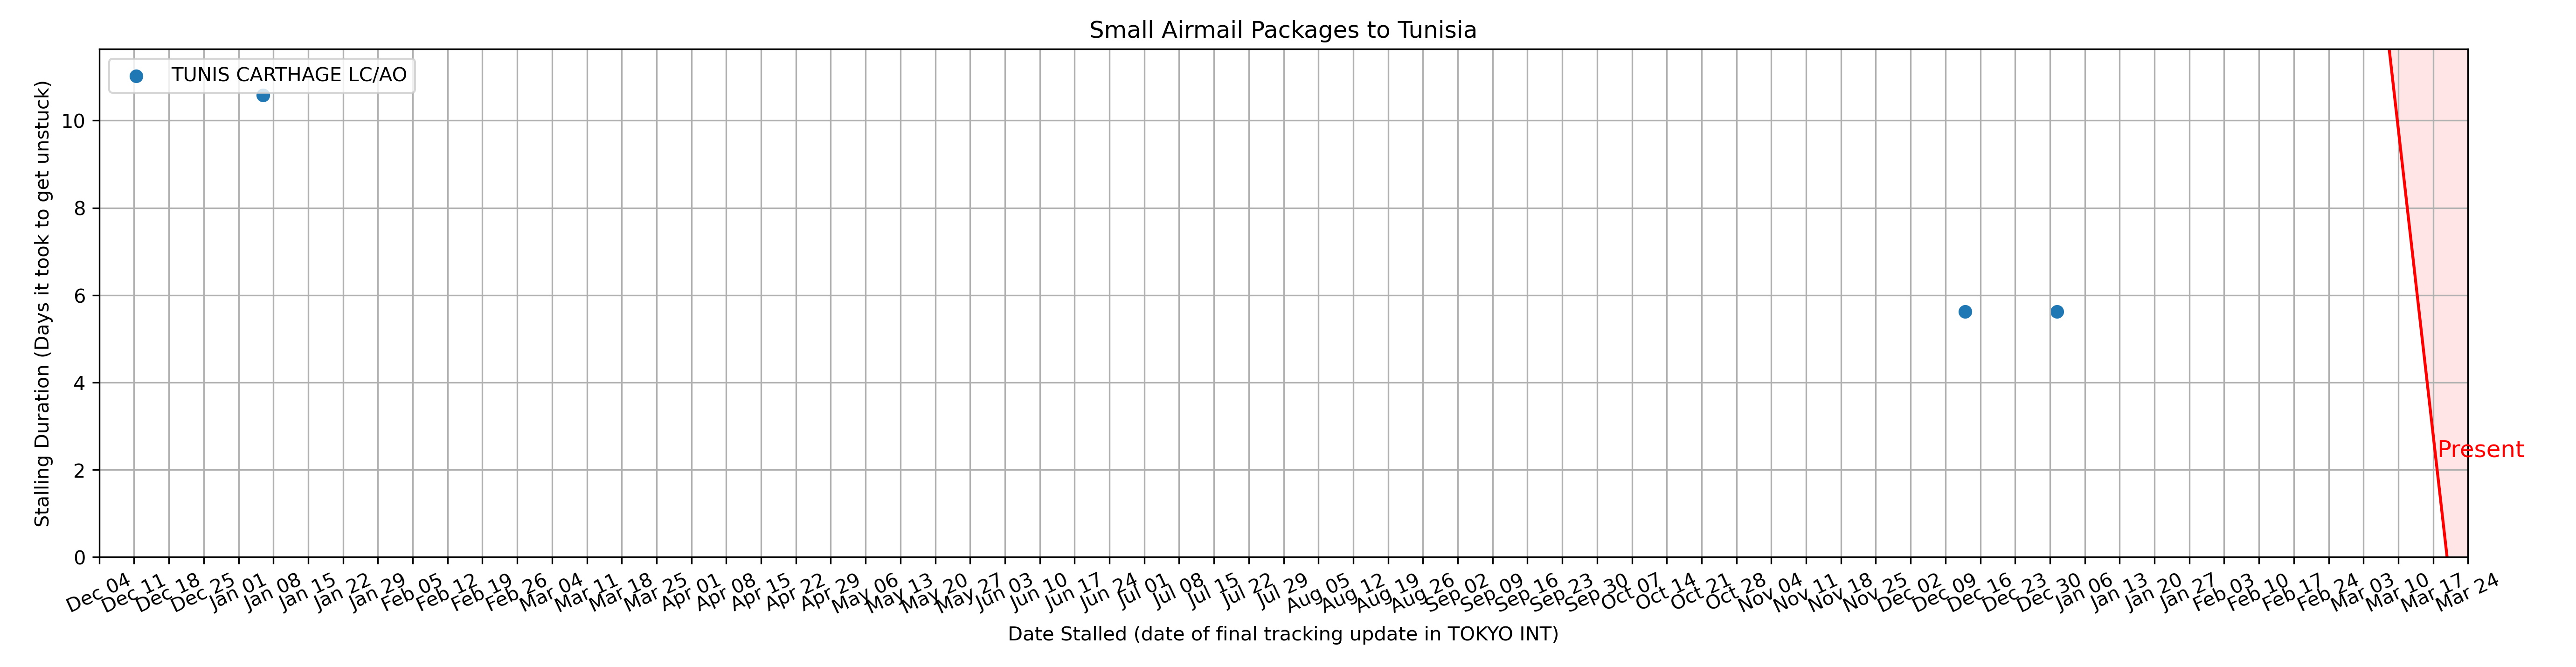 Small Airmail Packages to Tunisia
TUNIS CARTHAGE LC/AO
Stalling Duration (Days it took to get unstuck)
10
8
6
4
2
0
Present
Dec 04
Dec 11
Dec 18
Dec 25
Jan 01
Jan 08
Jan 15
Jan 22
Jan 29
Feb 05
Feb 12
Feb 19
Feb 26
Mar 04
Mar 11
Mar 18
Mar 25
Apr 01
Apr 08
Apr 15
Apr 22
Apr 29
May 06
May 13
May 20
May 27
Jun 03
Jun 10
Jun 17
Jun 24
Jul 01
Jul 08
Jul 15
Jul 22
Jul 29
Aug 05
Aug 12
Aug 19
Aug 26
Sep 02
Sep 09
Sep 16
Sep 23
Sep 30
Oct 07
Oct 14
Oct 21
Oct 28
Nov 04
Nov 11
Nov 18
Nov 25
Dec 02
Dec 09
Dec 16
Dec 23
Dec 30
Jan 06
Jan 13
Jan 20
Jan 27
Feb 03
Feb 10
Feb 17
Feb 24
Mar 03
Mar 10
Mar 17
Mar 24
Date Stalled (date of final tracking update in TOKYO INT)